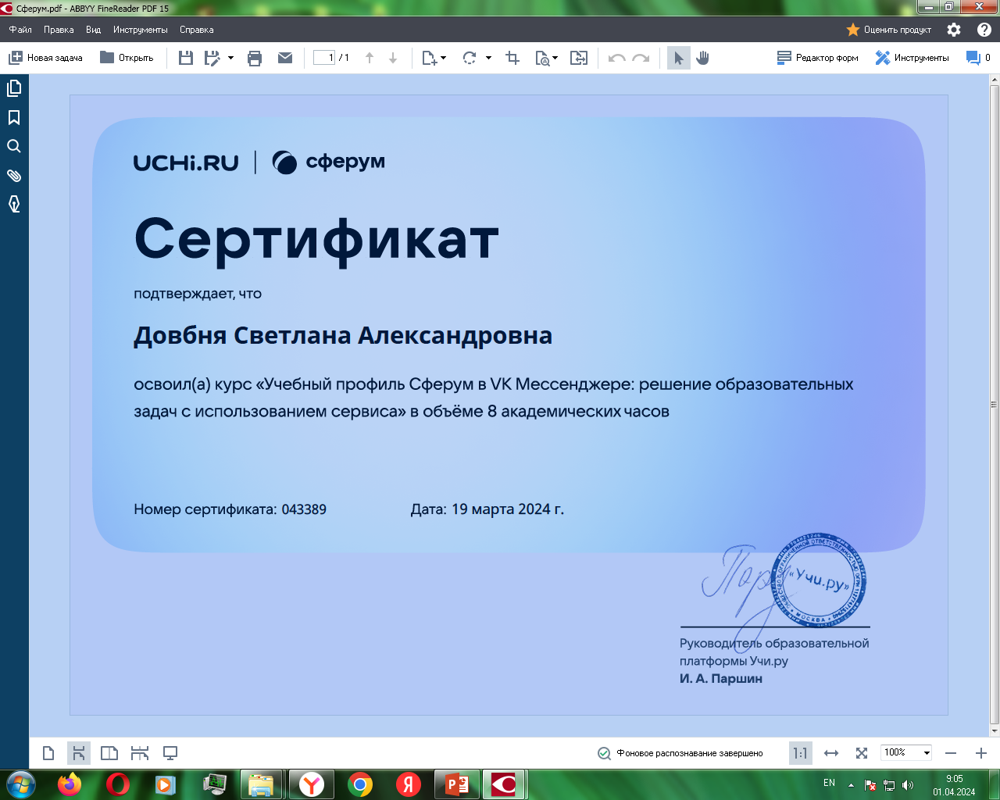 Сферум.pdf - ABBYY FineReader PDF 15
Файл Правка Вид Инструменты Справка
Оценить продукт
Новая задача Открыть 1 / 1 Редактор форм Инструменты 0
UCHi.RU | сферум
Сертификат
подтверждает, что
Довбня Светлана Александровна
освоил(а) курс «Учебный профиль Сферум в VK Мессенджере: решение образовательных
задач с использованием сервиса» в объёме 8 академических часов
Номер сертификата: 043389 Дата: 19 марта 2024 г.
«Учи.ру»
МОСКВА
Руководитель образовательной
платформы Учи.ру
И. А. Паршин
Фоновое распознавание завершено 1:1 100%
EN 9:05
01.04.2024